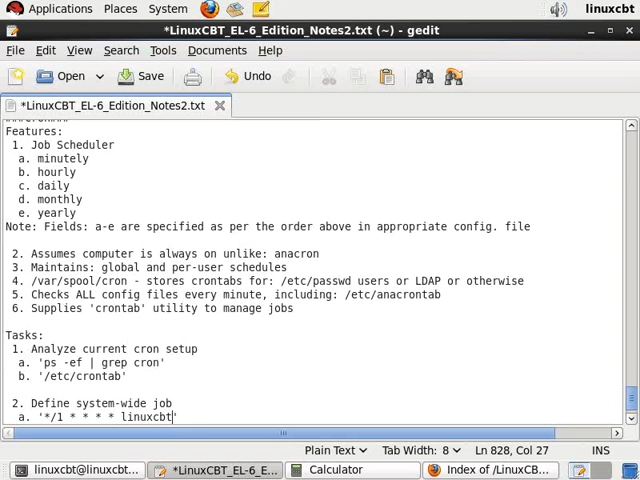 Applications Places System linuxcbt
*LinuxCBT_EL-6_Edition_Notes2.txt (~) - gedit
File Edit View Search Tools Documents Help
Open Save Undo
*LinuxCBT_EL-6_Edition_Notes2.txt
Features:
1. Job Scheduler
a. minutely
b. hourly
c. daily
d. monthly
e. yearly
Note: Fields: a-e are specified as per the order above in appropriate config. file
2. Assumes computer is always on unlike: anacron
3. Maintains: global and per-user schedules
4. /var/spool/cron - stores crontabs for: /etc/passwd users or LDAP or otherwise
5. Checks ALL config files every minute, including: /etc/anacrontab
6. Supplies 'crontab' utility to manage jobs
Tasks:
1. Analyze current cron setup
a. 'ps -ef | grep cron'
b. '/etc/crontab'
2. Define system-wide job
a. '*/1 * * * * linuxcbt'
Plain Text Tab Width: 8 Ln 828, Col 27 INS
linuxcbt@linuxcbt... *LinuxCBT_EL-6_E... Calculator Index of /LinuxCB...